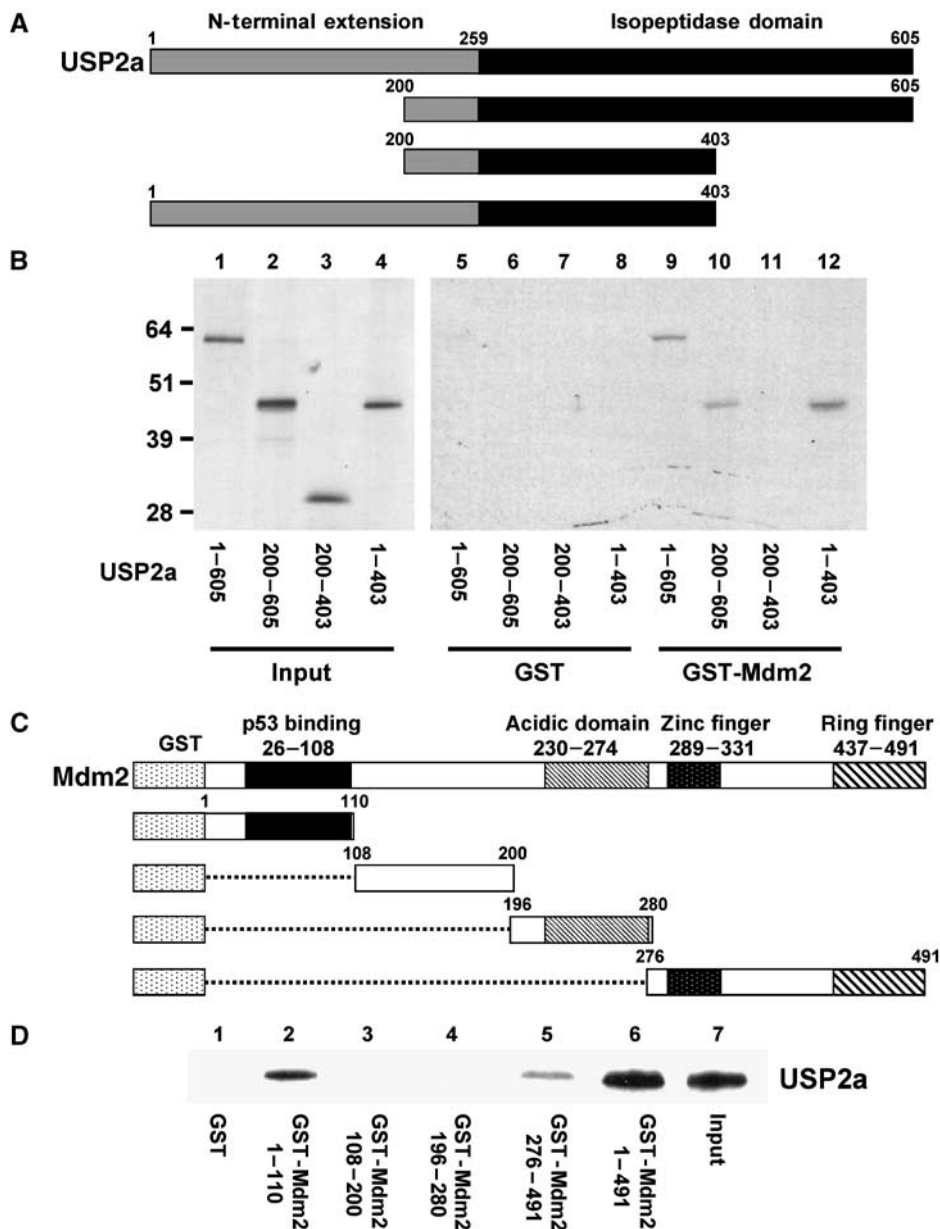 A
N-terminal extension Isopeptidase domain
1 259 605
USP2a
200 605
200 403
1 403
B
1 2 3 4 5 6 7 8 9 10 11 12
64
51
39
28
USP2a 1–605 200–605 200–403 1–403 1–605 200–605 200–403 1–403 1–605 200–605 200–403 1–403
Input GST GST-Mdm2
C
p53 binding Acidic domain Zinc finger Ring finger
GST 26–108 230–274 289–331 437–491
Mdm2
1 110
108 200
196 280
276 491
D
1 2 3 4 5 6 7
USP2a
GST
GST-Mdm2
1–110
GST-Mdm2
108–200
GST-Mdm2
196–280
GST-Mdm2
276–491
GST-Mdm2
1–491
Input